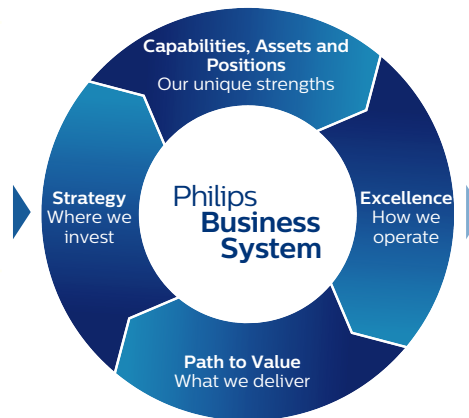 Capabilities, Assets and
Positions
Our unique strengths
Strategy
Where we
invest
Philips
Business
System
Excellence
How we
operate
Path to Value
What we deliver